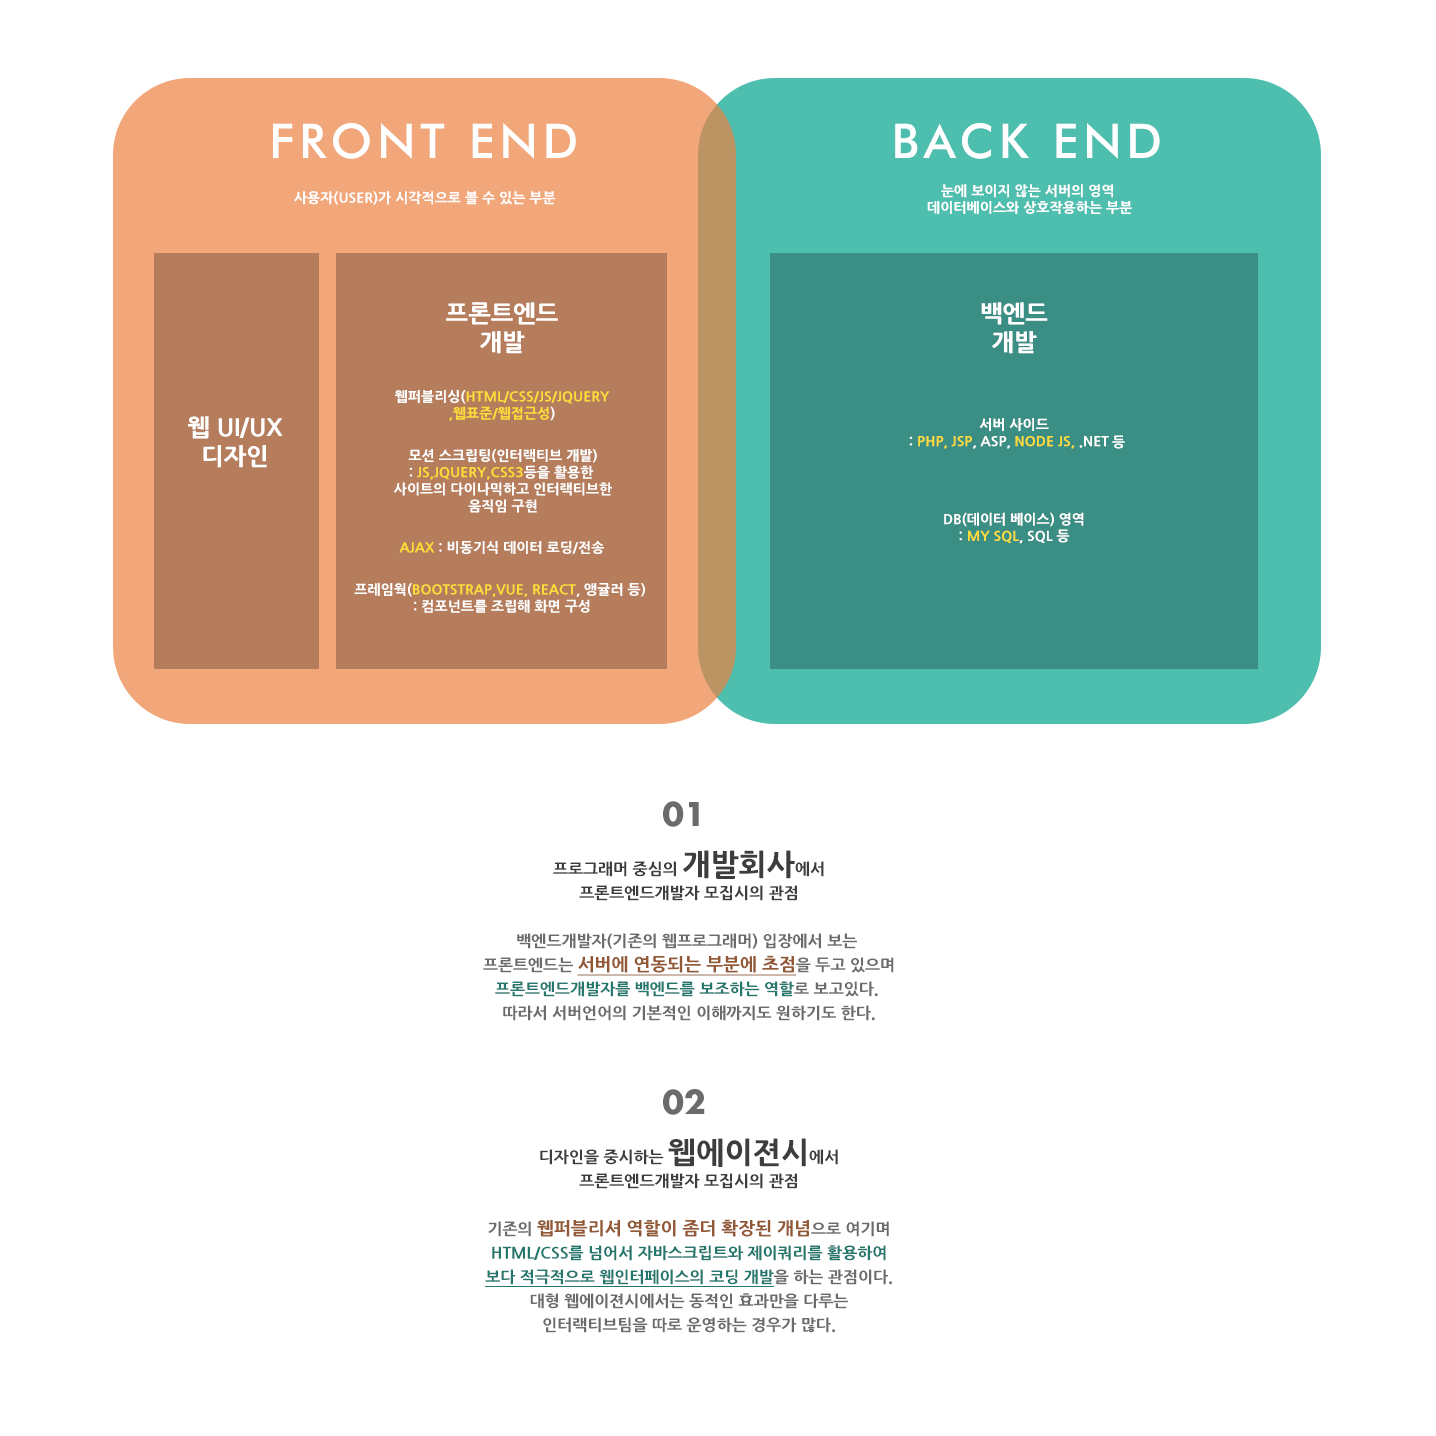 FRONT END
사용자(USER)가 시각적으로 볼 수 있는 부분
웹 UI/UX
디자인
프론트엔드
개발
웹퍼블리싱(HTML/CSS/JS/JQUERY
,웹표준/웹접근성)
모션 스크립팅(인터랙티브 개발)
: JS,JQUERY,CSS3등을 활용한
사이트의 다이나믹하고 인터랙티브한
움직임 구현
AJAX : 비동기식 데이터 로딩/전송
프레임웍(BOOTSTRAP,VUE, REACT, 앵귤러 등)
: 컴포넌트를 조립해 화면 구성
BACK END
눈에 보이지 않는 서버의 영역
데이터베이스와 상호작용하는 부분
백엔드
개발
서버 사이드
: PHP, JSP, ASP, NODE JS, .NET 등
DB(데이터 베이스) 영역
: MY SQL, SQL 등
01
프로그래머 중심의 개발회사에서
프론트엔드개발자 모집시의 관점
백엔드개발자(기존의 웹프로그래머) 입장에서 보는
프론트엔드는 서버에 연동되는 부분에 초점을 두고 있으며
프론트엔드개발자를 백엔드를 보조하는 역할로 보고있다.
따라서 서버언어의 기본적인 이해까지도 원하기도 한다.
02
디자인을 중시하는 웹에이젼시에서
프론트엔드개발자 모집시의 관점
기존의 웹퍼블리셔 역할이 좀더 확장된 개념으로 여기며
HTML/CSS를 넘어서 자바스크립트와 제이쿼리를 활용하여
보다 적극적으로 웹인터페이스의 코딩 개발을 하는 관점이다.
대형 웹에이젼시에서는 동적인 효과만을 다루는
인터랙티브팀을 따로 운영하는 경우가 많다.